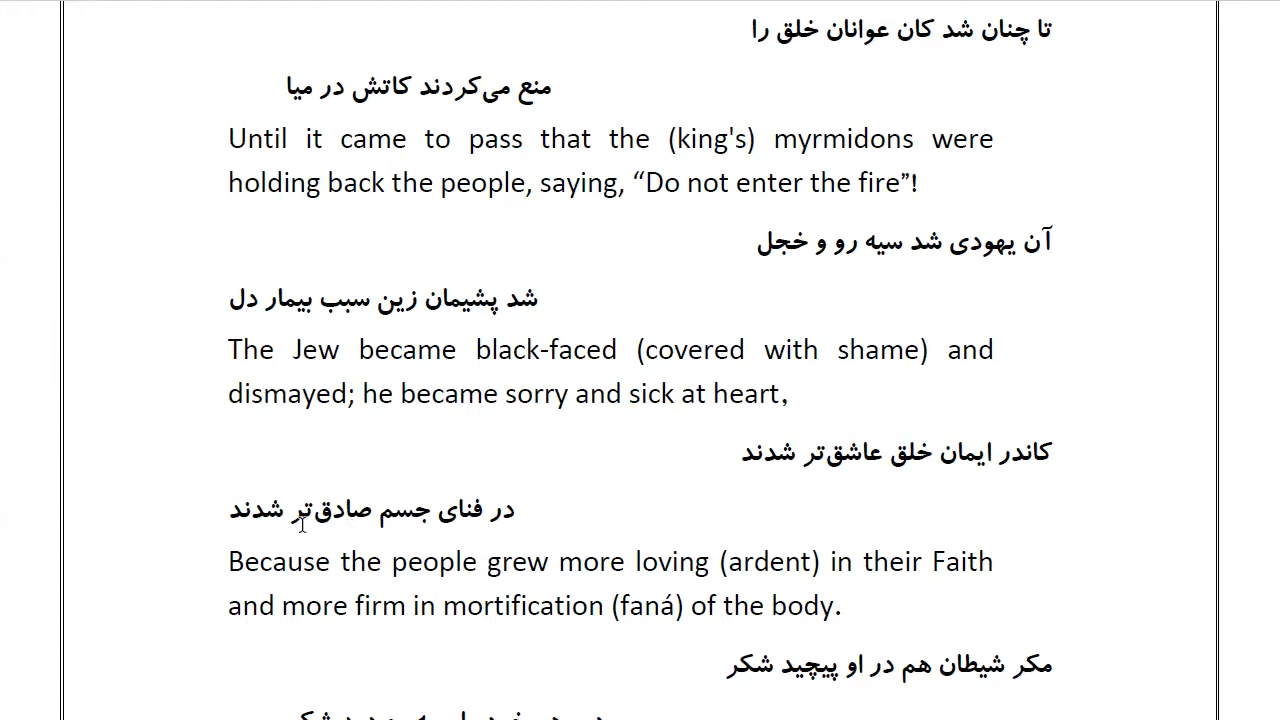 تا چنان شد کان عوانان خلق را
منع می‌کردند کاتش در میا
Until it came to pass that the (king's) myrmidons were
holding back the people, saying, “Do not enter the fire”!
آن یهودی شد سیه رو و خجل
شد پشیمان زین سبب بیمار دل
The Jew became black-faced (covered with shame) and
dismayed; he became sorry and sick at heart,
کاندر ایمان خلق عاشق‌تر شدند
در فنای جسم صادق‌تر شدند
Because the people grew more loving (ardent) in their Faith
and more firm in mortification (faná) of the body.
مکر شیطان هم در او پیچید شکر